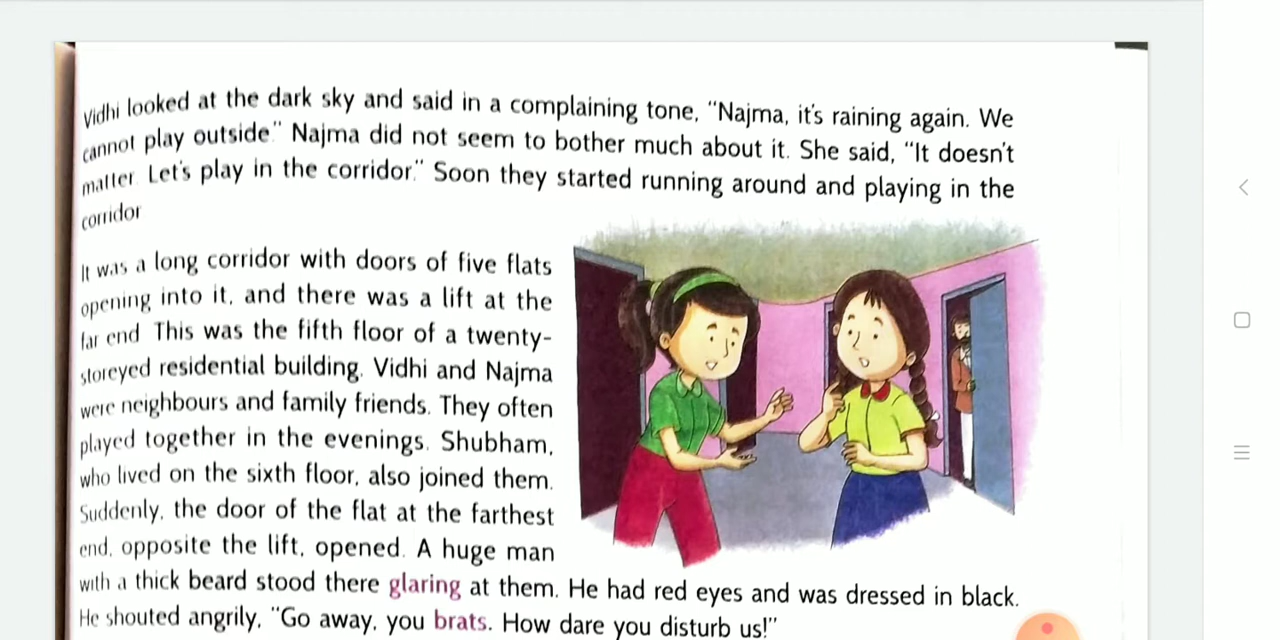 Vidhi looked at the dark sky and said in a complaining tone, "Najma, it's raining again. We
cannot play outside." Najma did not seem to bother much about it. She said, "It doesn't
matter. Let's play in the corridor." Soon they started running around and playing in the
corridor
It was a long corridor with doors of five flats
opening into it, and there was a lift at the
far end This was the fifth floor of a twenty-
storeyed residential building. Vidhi and Najma
were neighbours and family friends. They often
played together in the evenings. Shubham,
who lived on the sixth floor, also joined them.
Suddenly, the door of the flat at the farthest
end, opposite the lift, opened. A huge man
with a thick beard stood there glaring at them. He had red eyes and was dressed in black.
He shouted angrily, "Go away, you brats. How dare you disturb us!"